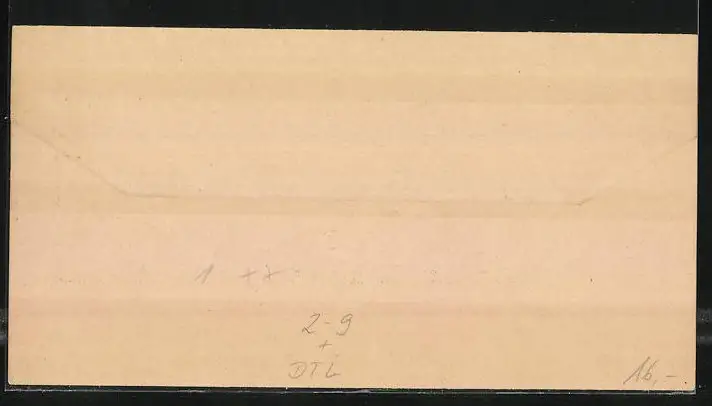 1 ++
2-9
+
DTL
16,-